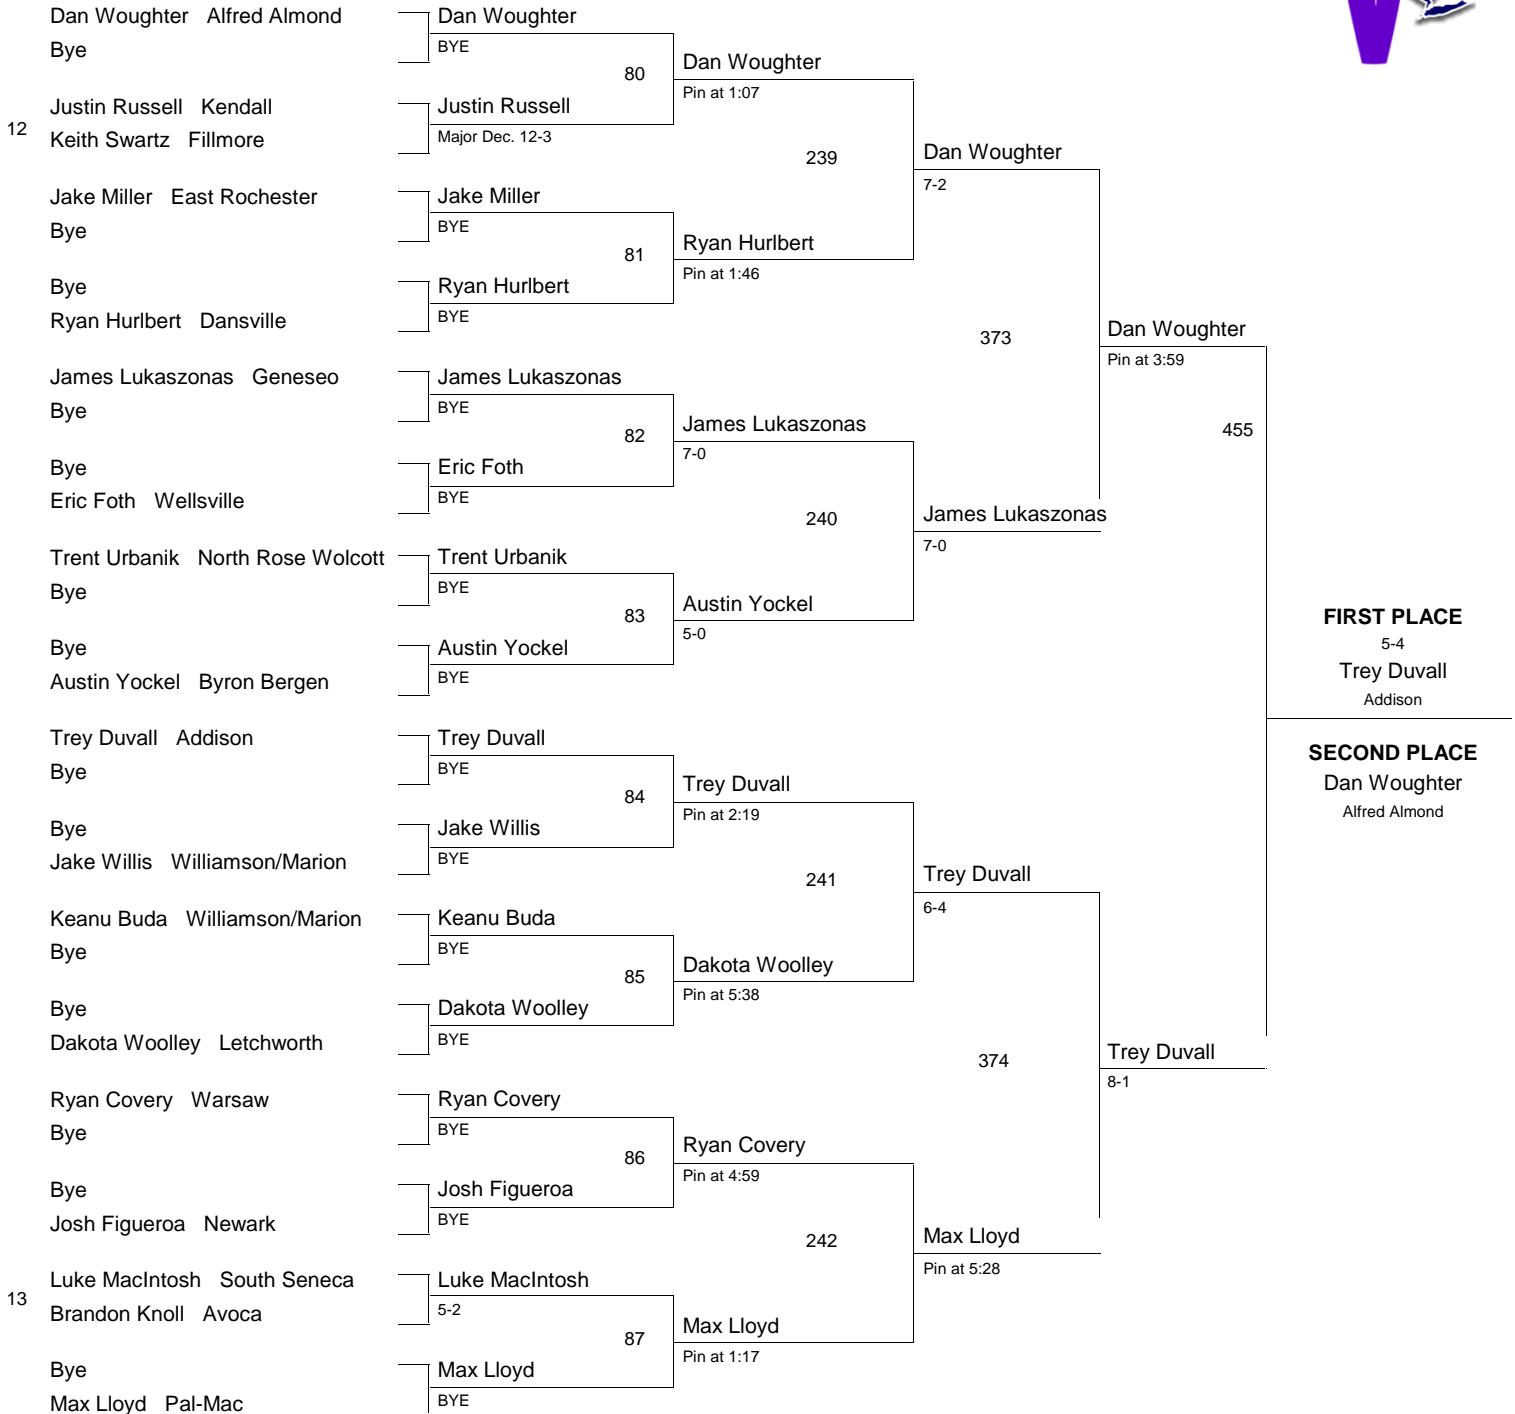 Dan Woughter Alfred Almond
Bye
12
Justin Russell Kendall
Keith Swartz Fillmore
Jake Miller East Rochester
Bye
Bye
Ryan Hurlbert Dansville
James Lukaszonas Geneseo
Bye
Bye
Eric Foth Wellsville
Trent Urbanik North Rose Wolcott
Bye
Bye
Austin Yockel Byron Bergen
Trey Duvall Addison
Bye
Bye
Jake Willis Williamson/Marion
Keanu Buda Williamson/Marion
Bye
Bye
Dakota Woolley Letchworth
Ryan Covery Warsaw
Bye
Bye
Josh Figueroa Newark
13
Luke MacIntosh South Seneca
Brandon Knoll Avoca
Bye
Max Lloyd Pal-Mac
Dan Woughter
BYE
80
Justin Russell
Major Dec. 12-3
Jake Miller
BYE
81
Ryan Hurlbert
BYE
James Lukaszonas
BYE
82
Eric Foth
BYE
Trent Urbanik
BYE
83
Austin Yockel
BYE
Trey Duvall
BYE
84
Jake Willis
BYE
Keanu Buda
BYE
85
Dakota Woolley
BYE
Ryan Covery
BYE
86
Josh Figueroa
BYE
Luke MacIntosh
5-2
87
Max Lloyd
BYE
Dan Woughter
Pin at 1:07
239
Ryan Hurlbert
Pin at 1:46
James Lukaszonas
7-0
240
Austin Yockel
5-0
Trey Duvall
Pin at 2:19
241
Dakota Woolley
Pin at 5:38
Ryan Covery
Pin at 4:59
242
Max Lloyd
Pin at 1:17
Dan Woughter
7-2
373
James Lukaszonas
7-0
Trey Duvall
6-4
374
Max Lloyd
Pin at 5:28
Dan Woughter
Pin at 3:59
455
Trey Duvall
8-1
FIRST PLACE
5-4
Trey Duvall
Addison
SECOND PLACE
Dan Woughter
Alfred Almond